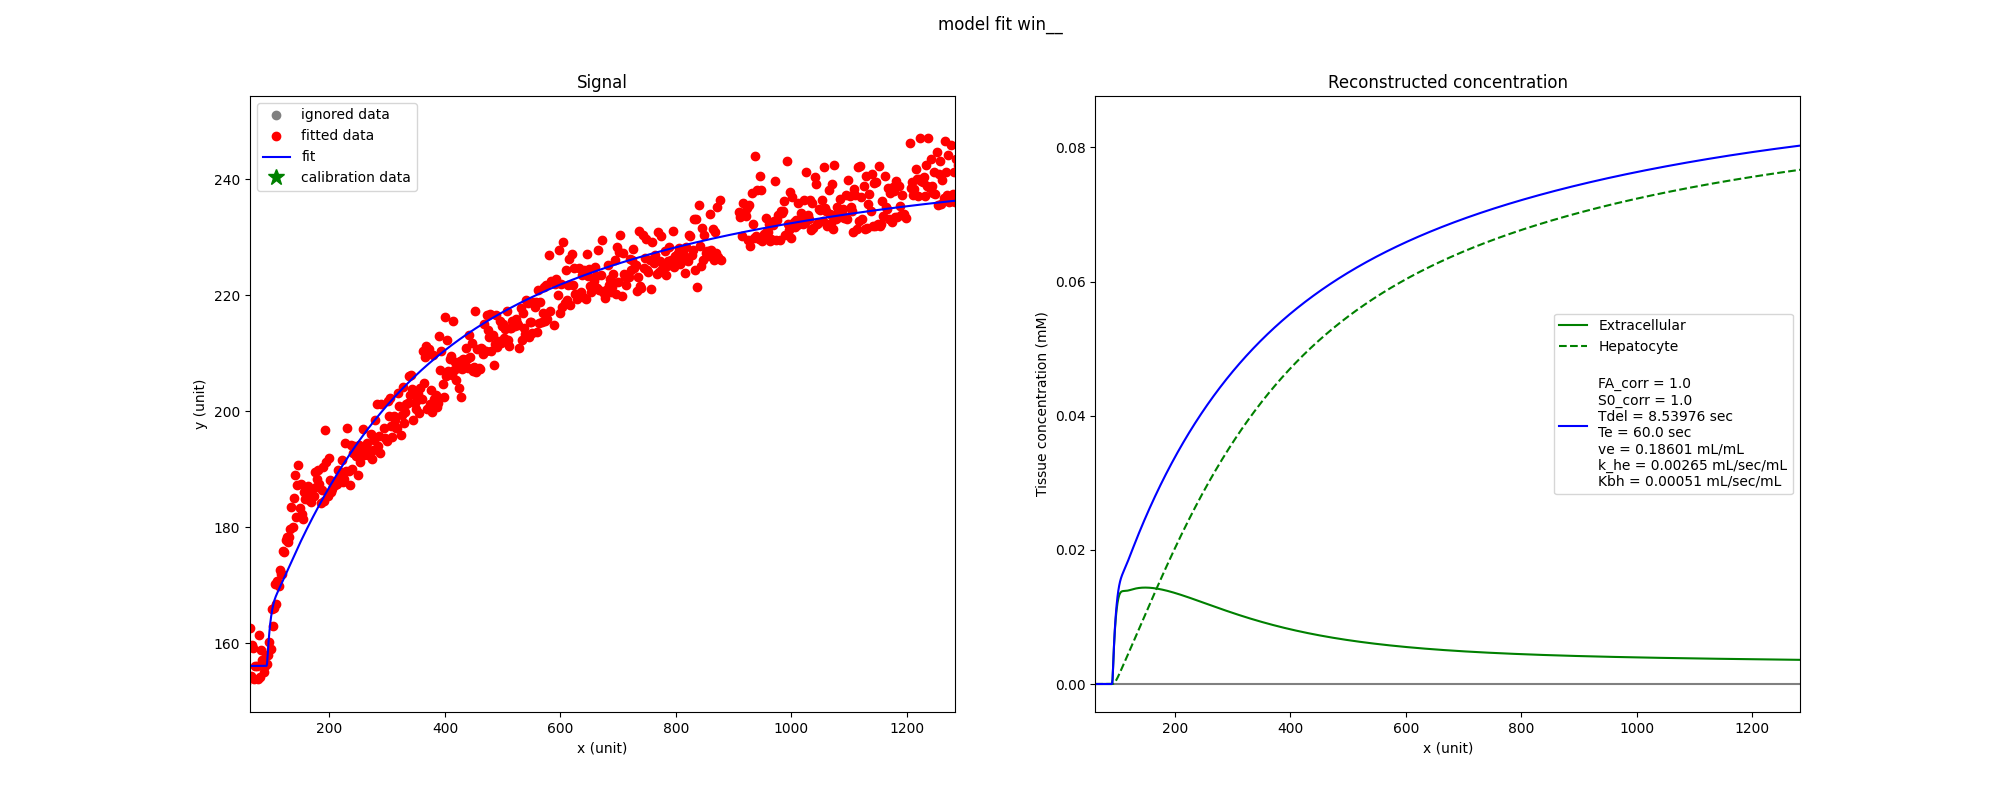 model fit win__
Signal
ignored data
fitted data
fit
calibration data
y (unit)
240
220
200
180
160
200
400
600
800
1000
1200
x (unit)
Reconstructed concentration
Tissue concentration (mM)
0.08
0.06
0.04
0.02
0.00
Extracellular
Hepatocyte
FA_corr = 1.0
S0_corr = 1.0
Tdel = 8.53976 sec
Te = 60.0 sec
ve = 0.18601 mL/mL
k_he = 0.00265 mL/sec/mL
Kbh = 0.00051 mL/sec/mL
200
400
600
800
1000
1200
x (unit)